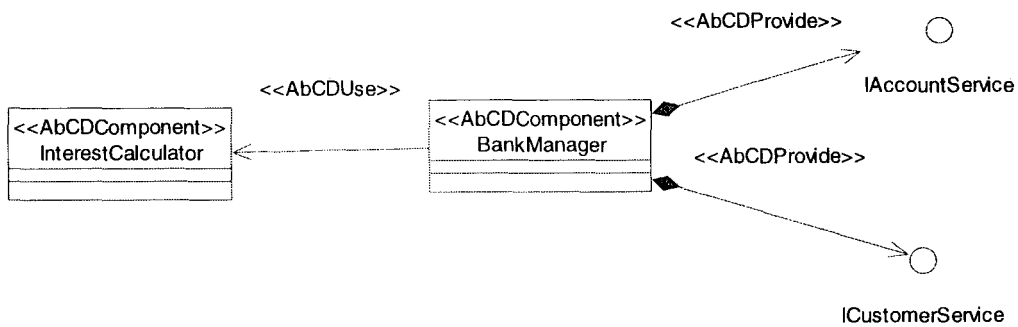 <<AbCDProvide>>
IAccountService
<<AbCDUse>>
<<AbCDComponent>>
InterestCalculator
<<AbCDComponent>>
BankManager
<<AbCDProvide>>
ICustomerService